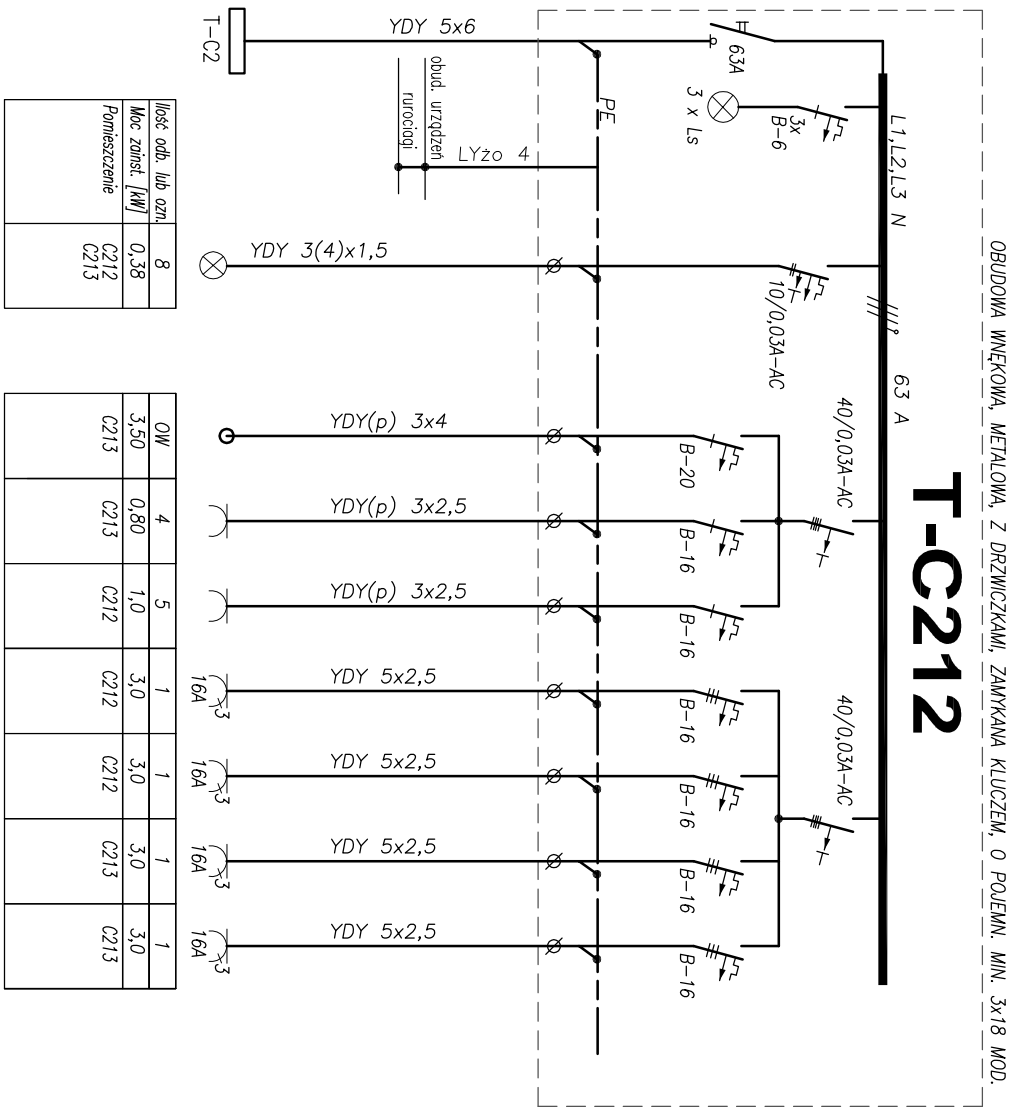 OBUDOWA WNĘKOWA, METALOWA, Z DRZWICZKAMI, ZAMYKANA KLUCZEM, O POJEMN. MIN. 3x18 MOD.
T-C212
L1,L2,L3 N
63 A
63A
3x
B-6
3 x Ls
10/0,03A-AC
40/0,03A-AC
40/0,03A-AC
B-20
B-16
B-16
B-16
B-16
B-16
B-16
PE
YDY 5x6
LYżo 4
obud. urządzeń
rurociągi
YDY 3(4)x1,5
YDY(p) 3x4
YDY(p) 3x2,5
YDY(p) 3x2,5
YDY 5x2,5
YDY 5x2,5
YDY 5x2,5
YDY 5x2,5
T-C2
16A 3
16A 3
16A 3
16A 3
Ilość odb. lub ozn. 8 OW 4 5 1 1 1 1
Moc zainst. [kW] 0,38 3,50 0,80 1,0 3,0 3,0 3,0 3,0
Pomieszczenie C212 C213 C213 C212 C212 C212 C213 C213
C213